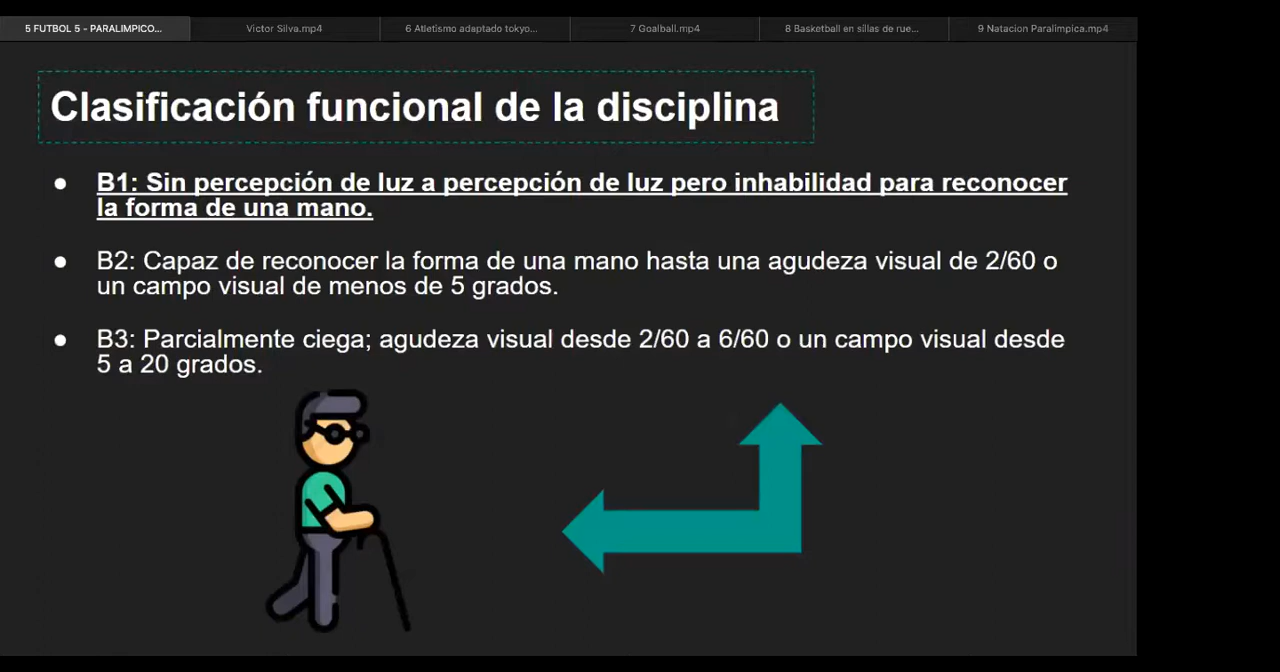 5 FUTBOL 5 - PARALIMPICO...
Victor Silva.mp4
6 Atletismo adaptado tokyo...
7 Goalball.mp4
8 Basketball en sillas de rue...
9 Natacion Paralimpica.mp4
Clasificación funcional de la disciplina
● B1: Sin percepción de luz a percepción de luz pero inhabilidad para reconocer
la forma de una mano.
● B2: Capaz de reconocer la forma de una mano hasta una agudeza visual de 2/60 o
un campo visual de menos de 5 grados.
● B3: Parcialmente ciega; agudeza visual desde 2/60 a 6/60 o un campo visual desde
5 a 20 grados.